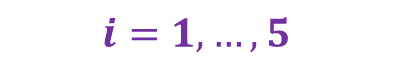 i = 1, ... , 5